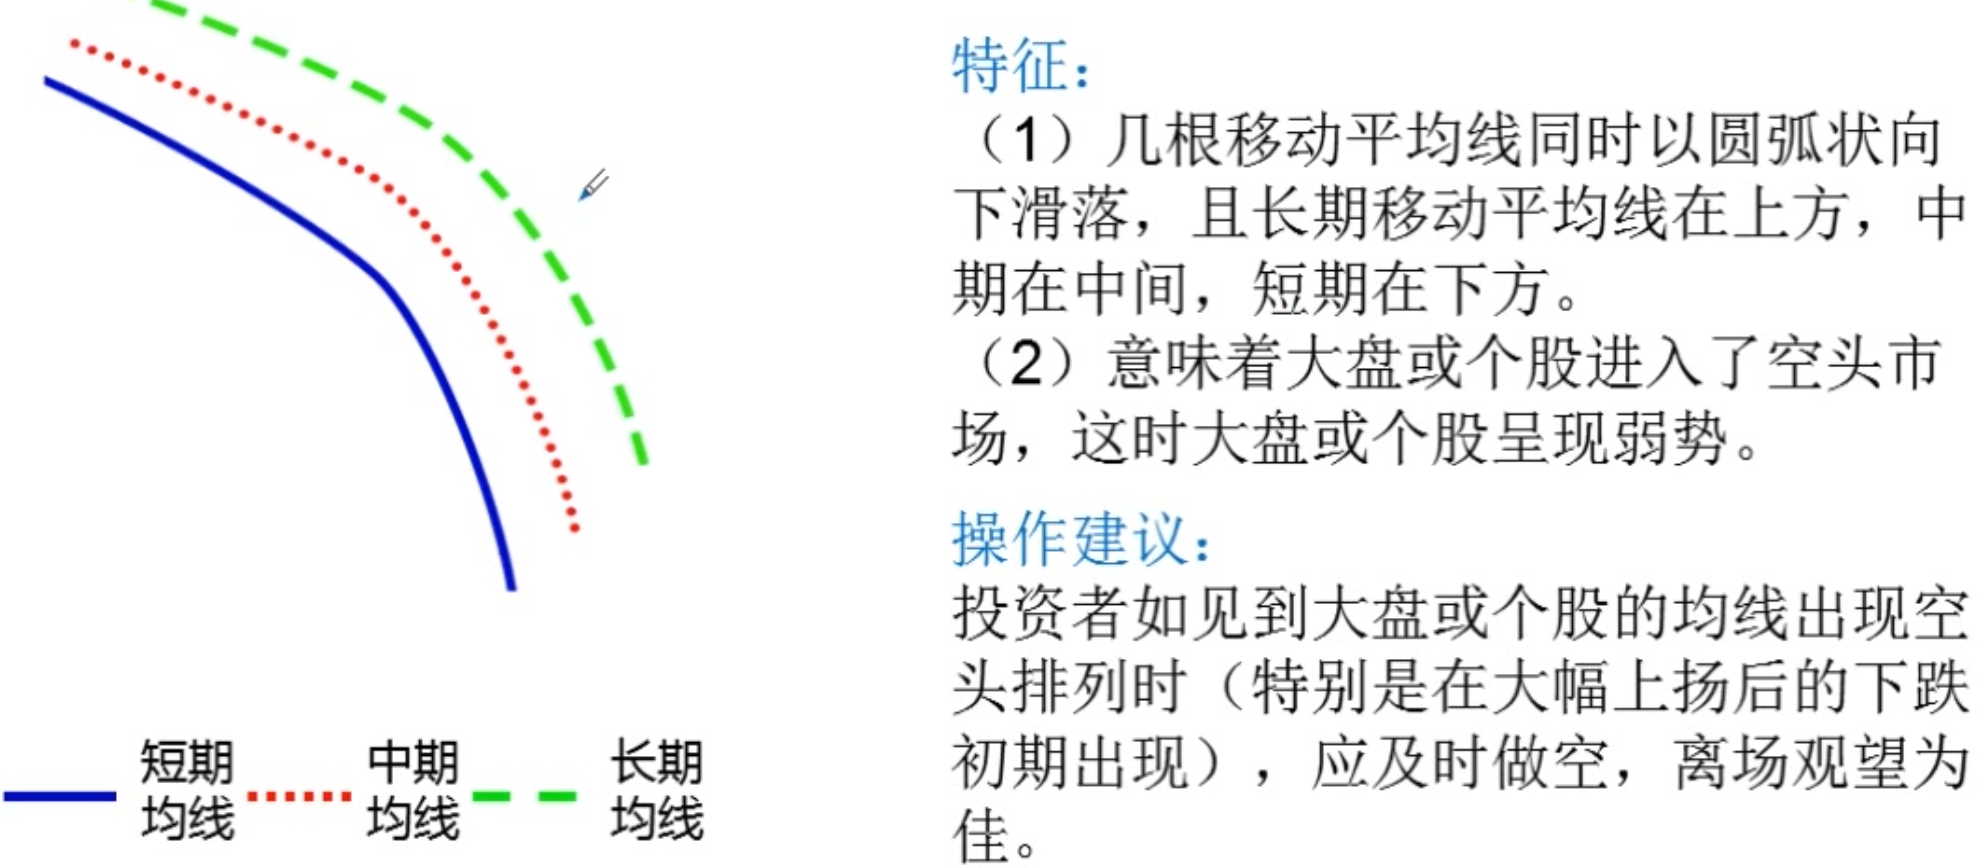 特征：
（1）几根移动平均线同时以圆弧状向
下滑落，且长期移动平均线在上方，中
期在中间，短期在下方。
（2）意味着大盘或个股进入了空头市
场，这时大盘或个股呈现弱势。
操作建议：
投资者如见到大盘或个股的均线出现空
头排列时（特别是在大幅上扬后的下跌
初期出现），应及时做空，离场观望为
佳。
短期
均线
中期
均线
长期
均线